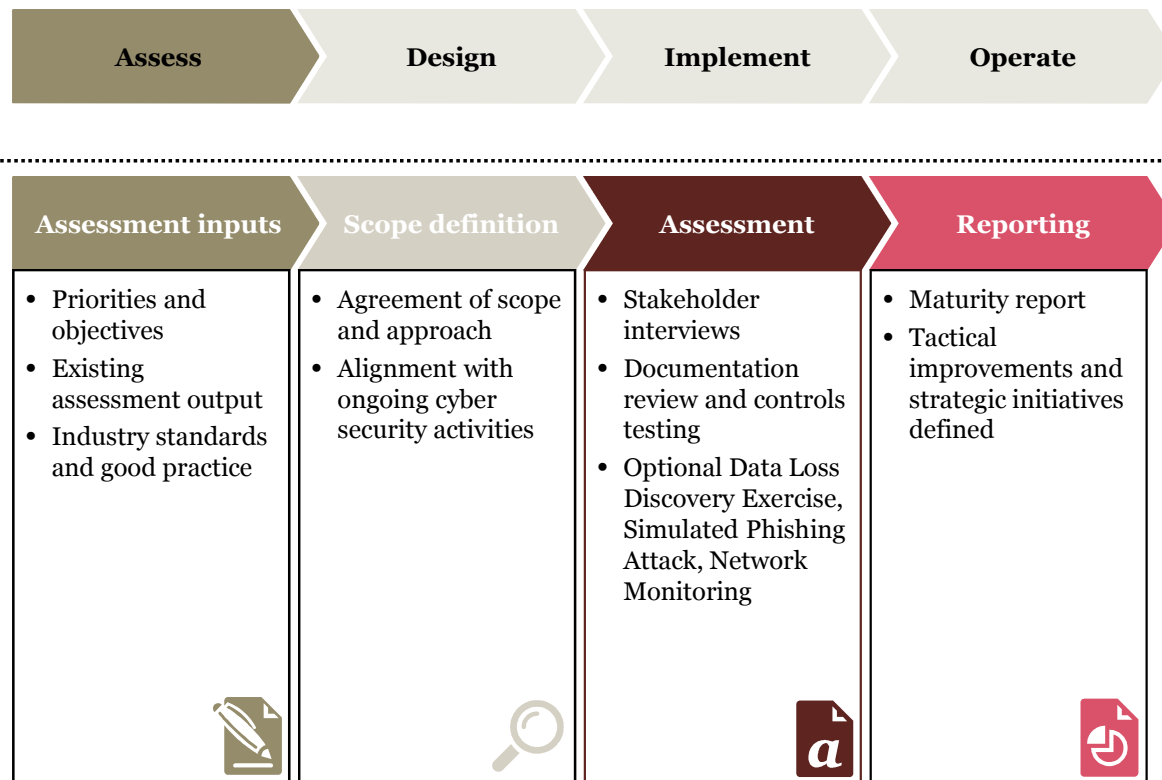 Assess
Design
Implement
Operate
Assessment inputs
Scope definition
Assessment
Reporting
• Priorities and
objectives
• Existing
assessment output
• Industry standards
and good practice
• Agreement of scope
and approach
• Alignment with
ongoing cyber
security activities
• Stakeholder
interviews
• Documentation
review and controls
testing
• Optional Data Loss
Discovery Exercise,
Simulated Phishing
Attack, Network
Monitoring
• Maturity report
• Tactical
improvements and
strategic initiatives
defined
a